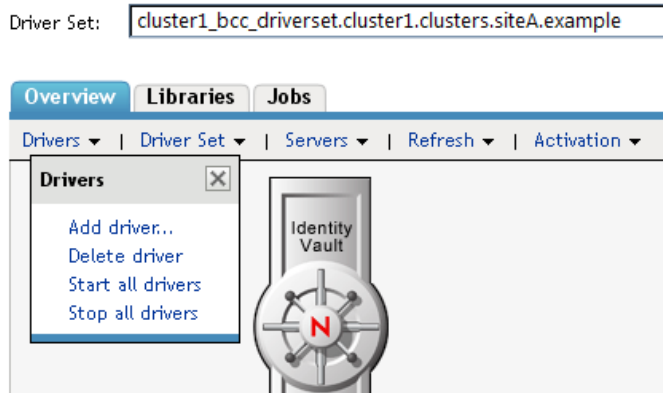 Driver Set: cluster1_bcc_driverset.cluster1.clusters.siteA.example
Overview Libraries Jobs
Drivers | Driver Set | Servers | Refresh | Activation
Drivers
Add driver...
Delete driver
Start all drivers
Stop all drivers
Identity
Vault
N